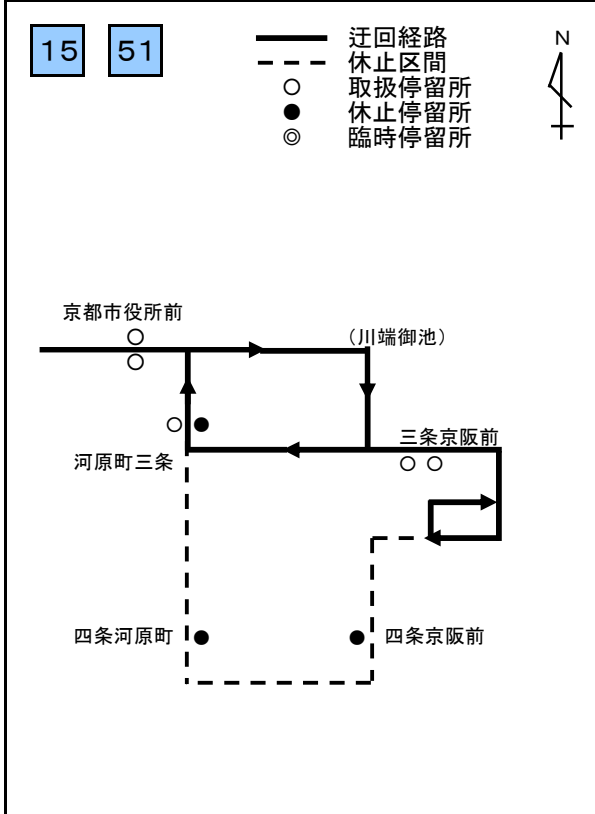 15 51
迂回経路
休止区間
取扱停留所
休止停留所
臨時停留所
N
京都市役所前
（川端御池）
三条京阪前
河原町三条
四条河原町
四条京阪前